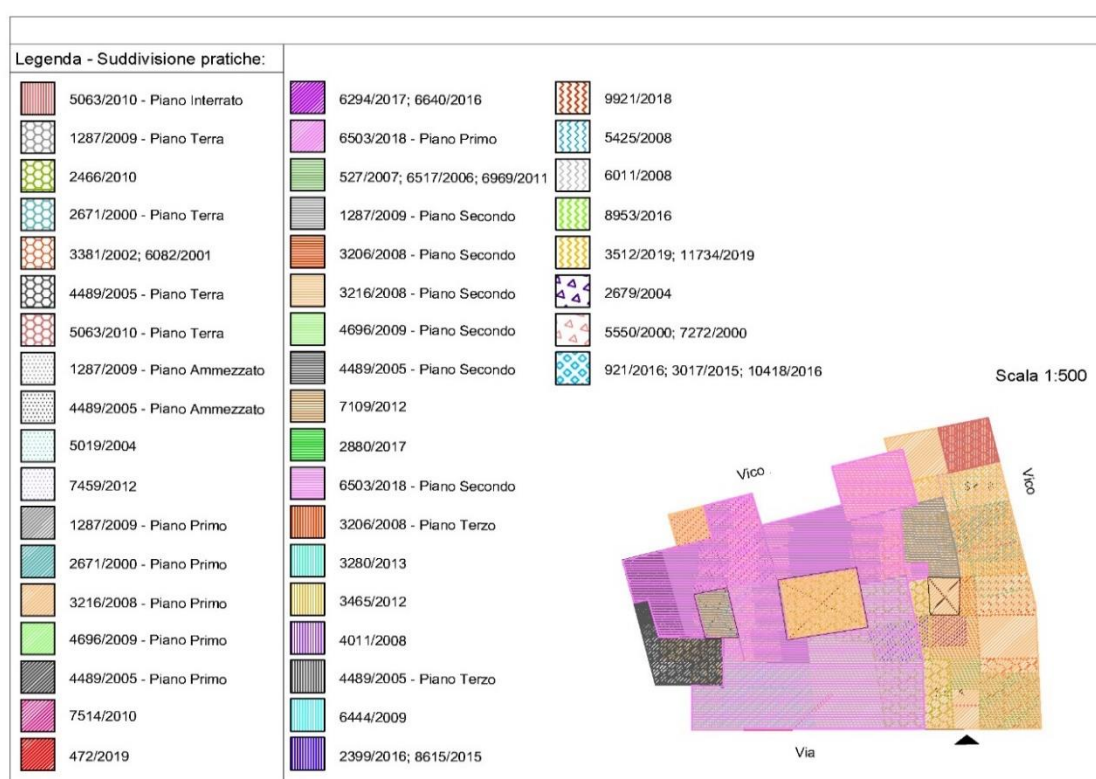 Legenda - Suddivisione pratiche:
5063/2010 - Piano Interrato
1287/2009 - Piano Terra
2466/2010
2671/2000 - Piano Terra
3381/2002; 6082/2001
4489/2005 - Piano Terra
5063/2010 - Piano Terra
1287/2009 - Piano Ammezzato
4489/2005 - Piano Ammezzato
5019/2004
7459/2012
1287/2009 - Piano Primo
2671/2000 - Piano Primo
3216/2008 - Piano Primo
4696/2009 - Piano Primo
4489/2005 - Piano Primo
7514/2010
472/2019
6294/2017; 6640/2016
6503/2018 - Piano Primo
527/2007; 6517/2006; 6969/2011
1287/2009 - Piano Secondo
3206/2008 - Piano Secondo
3216/2008 - Piano Secondo
4696/2009 - Piano Secondo
4489/2005 - Piano Secondo
7109/2012
2880/2017
6503/2018 - Piano Secondo
3206/2008 - Piano Terzo
3280/2013
3465/2012
4011/2008
4489/2005 - Piano Terzo
6444/2009
2399/2016; 8615/2015
9921/2018
5425/2008
6011/2008
8953/2016
3512/2019; 11734/2019
2679/2004
5550/2000; 7272/2000
921/2016; 3017/2015; 10418/2016
Scala 1:500
Vico
Vico
Via